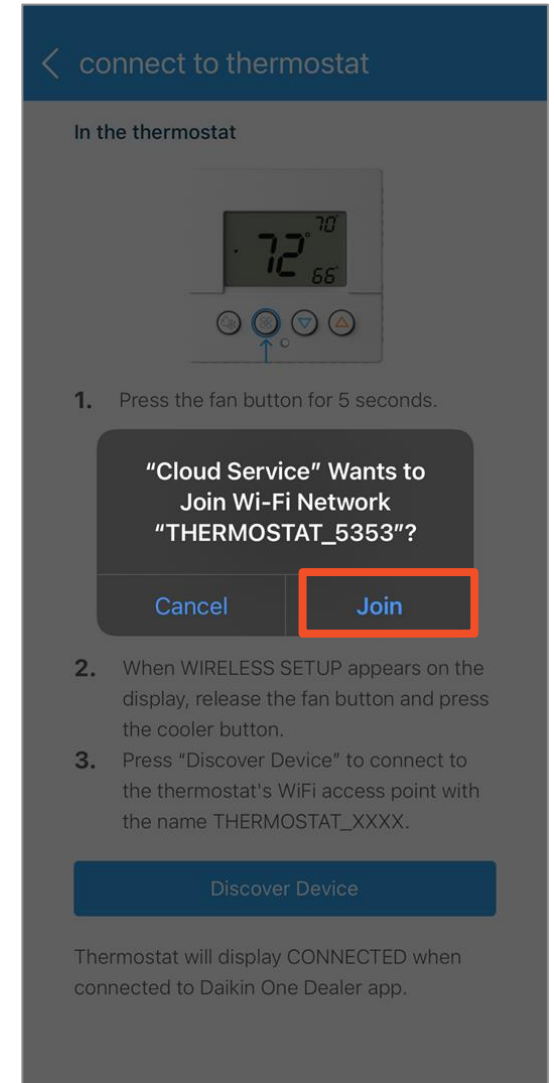 connect to thermostat
In the thermostat
72° 70°
66°
1. Press the fan button for 5 seconds.
"Cloud Service" Wants to
Join Wi-Fi Network
"THERMOSTAT_5353"?
Cancel Join
2. When WIRELESS SETUP appears on the
display, release the fan button and press
the cooler button.
3. Press "Discover Device" to connect to
the thermostat's WiFi access point with
the name THERMOSTAT_XXXX.
Discover Device
Thermostat will display CONNECTED when
connected to Daikin One Dealer app.